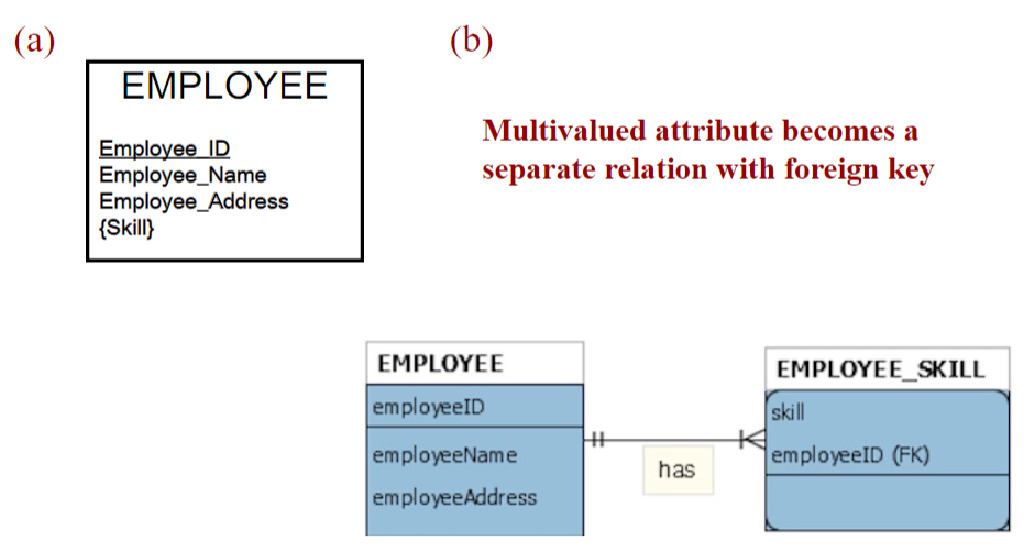 (a)
EMPLOYEE
Employee_ID
Employee_Name
Employee_Address
{Skill}
(b)
Multivalued attribute becomes a
separate relation with foreign key
EMPLOYEE
employeeID
employeeName
employeeAddress
has
EMPLOYEE_SKILL
skill
employeeID (FK)